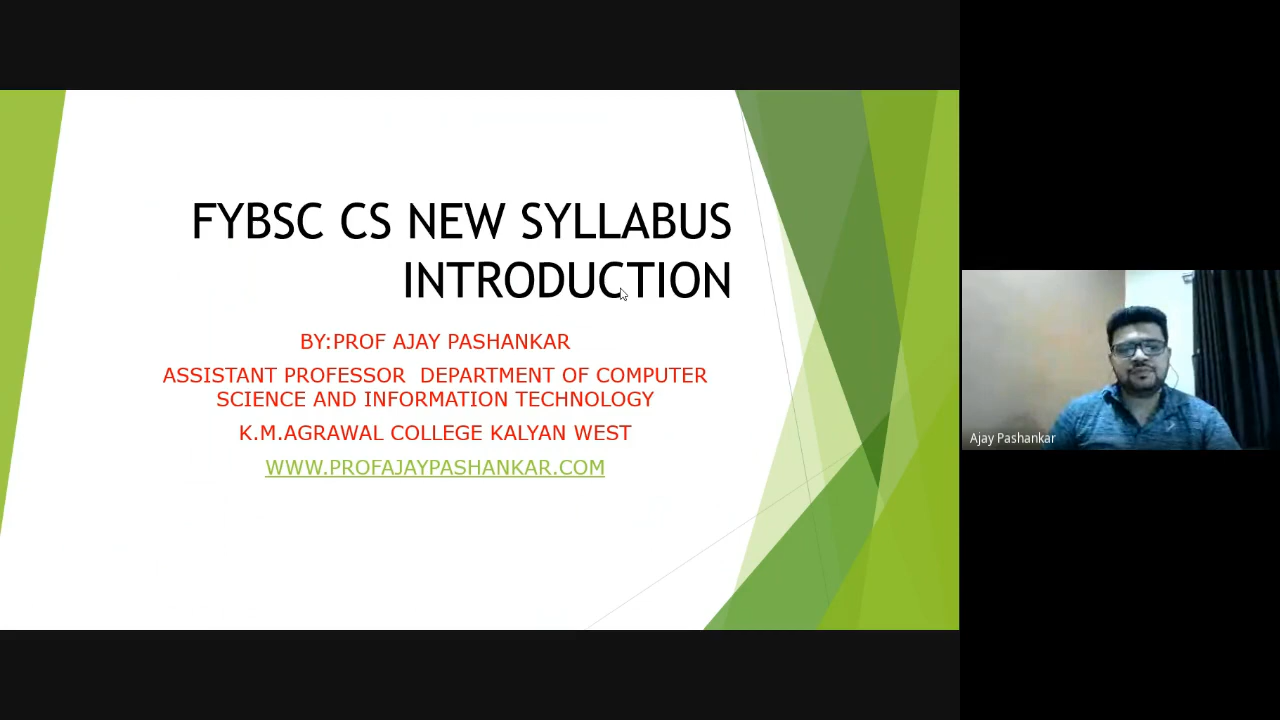 FYBSC CS NEW SYLLABUS
INTRODUCTION
BY:PROF AJAY PASHANKAR
ASSISTANT PROFESSOR  DEPARTMENT OF COMPUTER
SCIENCE AND INFORMATION TECHNOLOGY
K.M.AGRAWAL COLLEGE KALYAN WEST
WWW.PROFAJAYPASHANKAR.COM
Ajay Pashankar